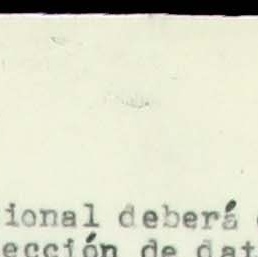 ional deberá
ección de dat